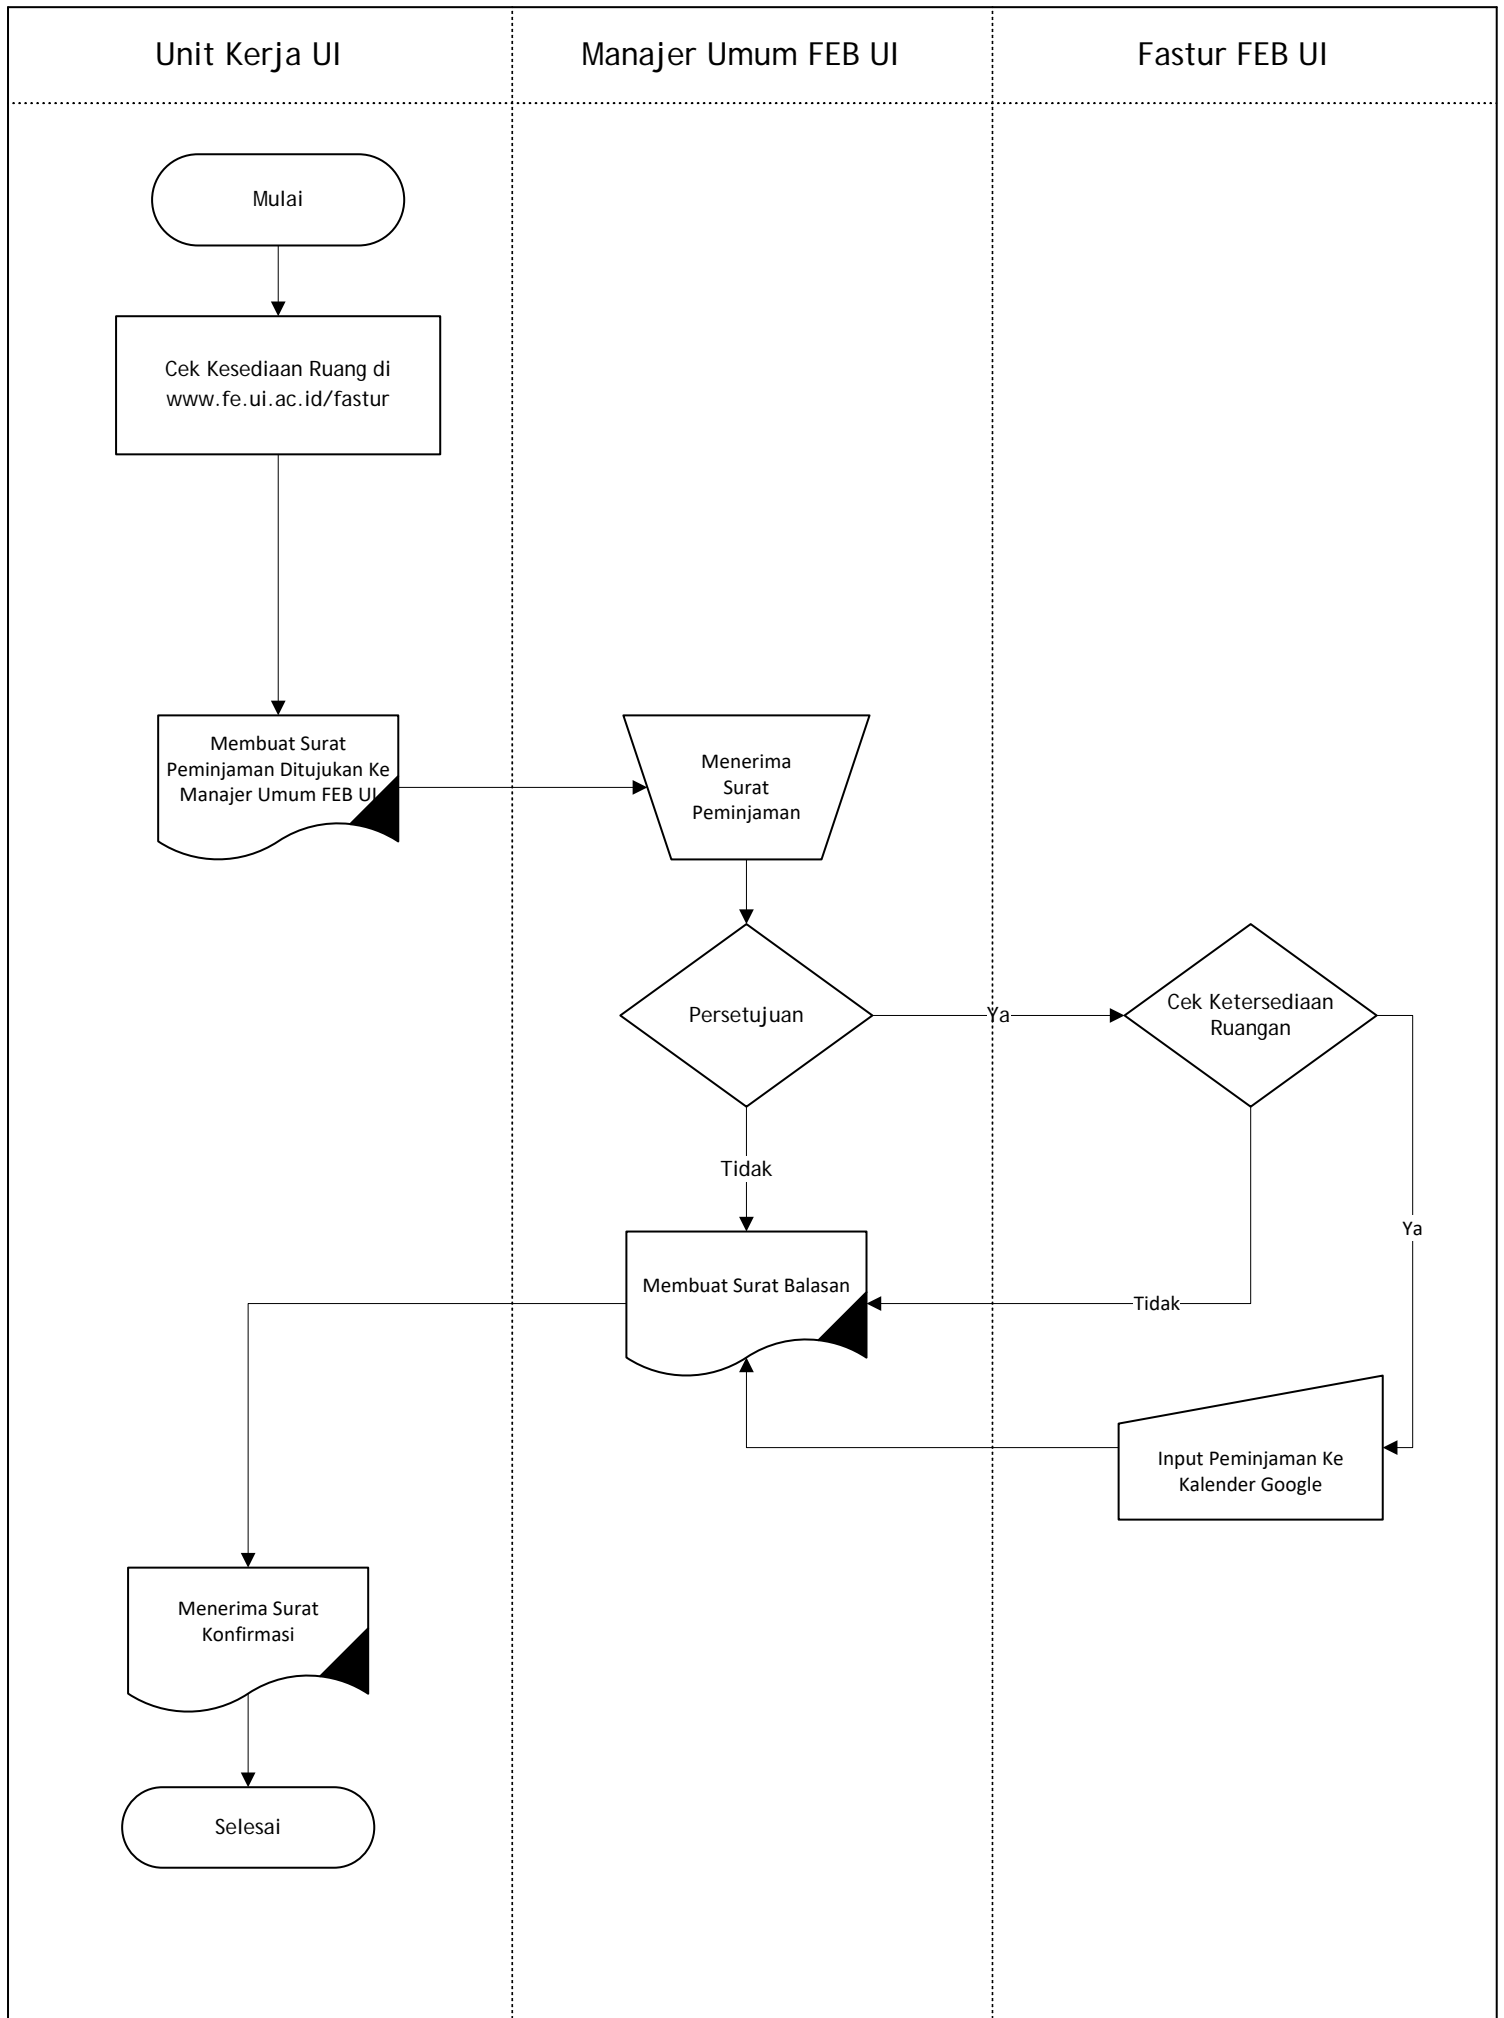 Unit Kerja UI
Manajer Umum FEB UI
Fastur FEB UI
Mulai
Cek Kesediaan Ruang di
www.fe.ui.ac.id/fastur
Membuat Surat
Peminjaman Ditujukan Ke
Manajer Umum FEB UI
Menerima
Surat
Peminjaman
Persetujuan
Ya
Cek Ketersediaan
Ruangan
Tidak
Ya
Membuat Surat Balasan
Tidak
Input Peminjaman Ke
Kalender Google
Menerima Surat
Konfirmasi
Selesai